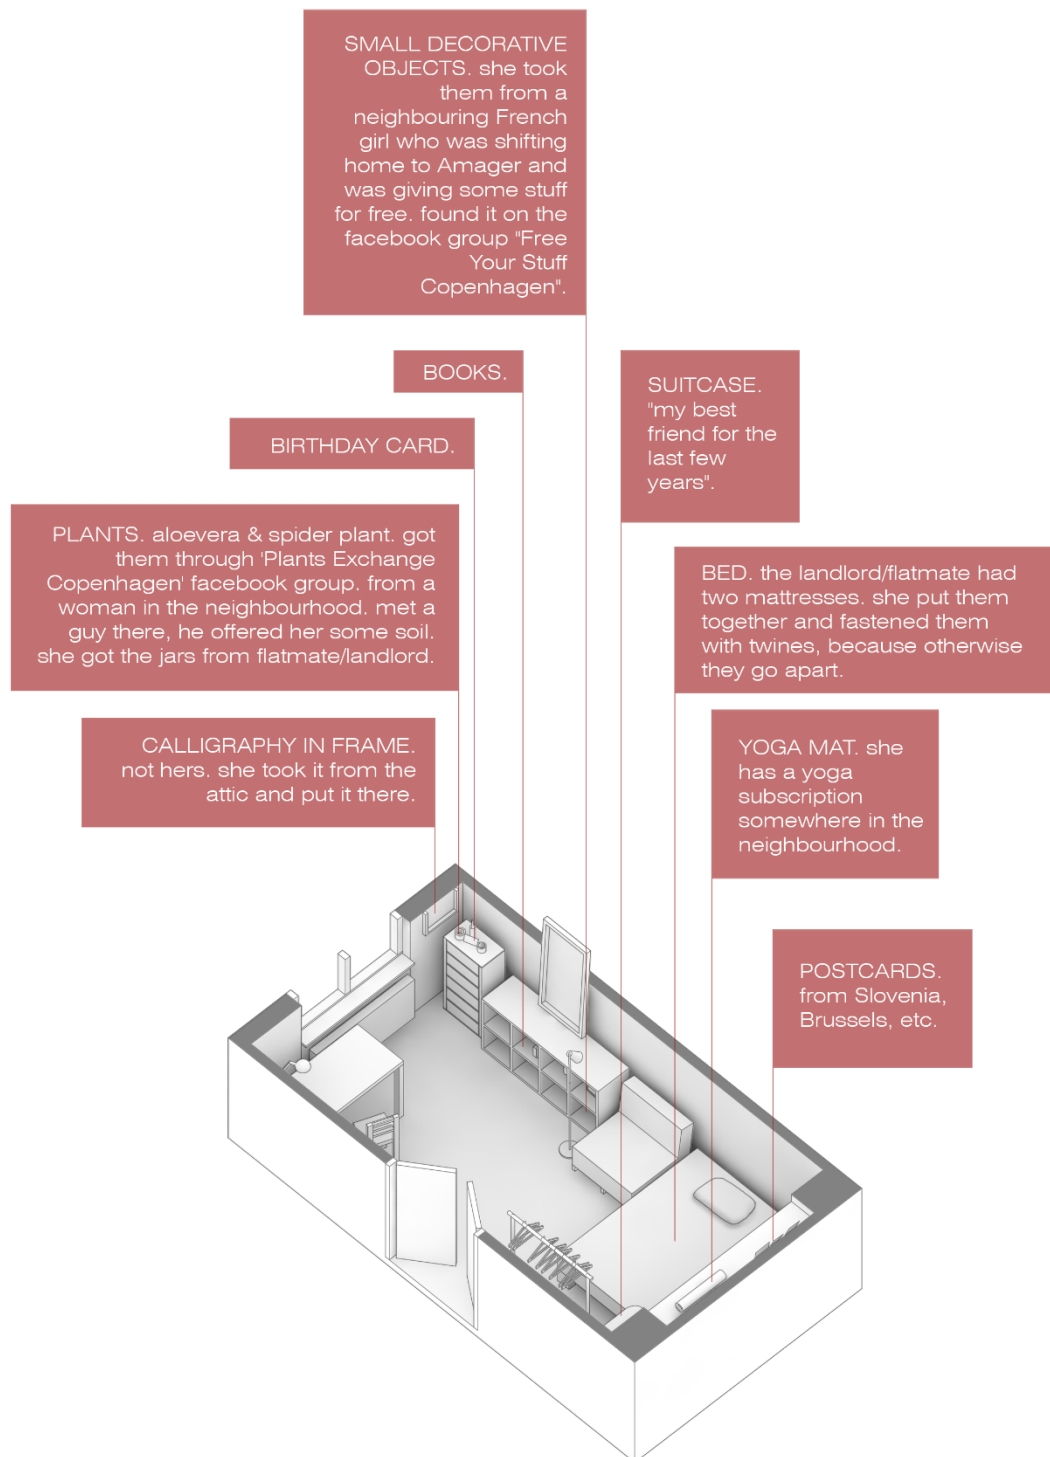 SMALL DECORATIVE
OBJECTS. she took
them from a
neighbouring French
girl who was shifting
home to Amager and
was giving some stuff
for free. found it on the
facebook group "Free
Your Stuff
Copenhagen".
BOOKS.
SUITCASE.
"my best
friend for the
last few
years".
BIRTHDAY CARD.
PLANTS. aloevera & spider plant. got
them through 'Plants Exchange
Copenhagen' facebook group. from a
woman in the neighbourhood. met a
guy there, he offered her some soil.
she got the jars from flatmate/landlord.
BED. the landlord/flatmate had
two mattresses. she put them
together and fastened them
with twines, because otherwise
they go apart.
CALLIGRAPHY IN FRAME.
not hers. she took it from the
attic and put it there.
YOGA MAT. she
has a yoga
subscription
somewhere in the
neighbourhood.
POSTCARDS.
from Slovenia,
Brussels, etc.